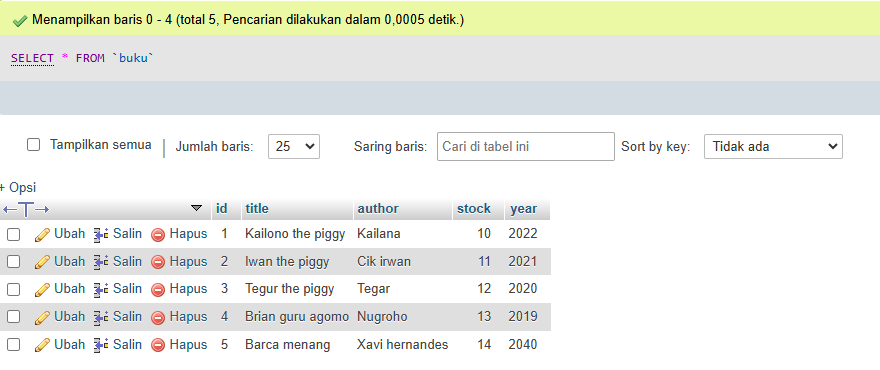 Menampilkan baris 0 - 4 (total 5, Pencarian dilakukan dalam 0,0005 detik.)
SELECT * FROM `buku`
Tampilkan semua | Jumlah baris: 25 Saring baris: Cari di tabel ini Sort by key: Tidak ada
+ Opsi
←T→ id title author stock year
Ubah Salin Hapus 1 Kailono the piggy Kailana 10 2022
Ubah Salin Hapus 2 Iwan the piggy Cik irwan 11 2021
Ubah Salin Hapus 3 Tegur the piggy Tegar 12 2020
Ubah Salin Hapus 4 Brian guru agomo Nugroho 13 2019
Ubah Salin Hapus 5 Barca menang Xavi hernandes 14 2040